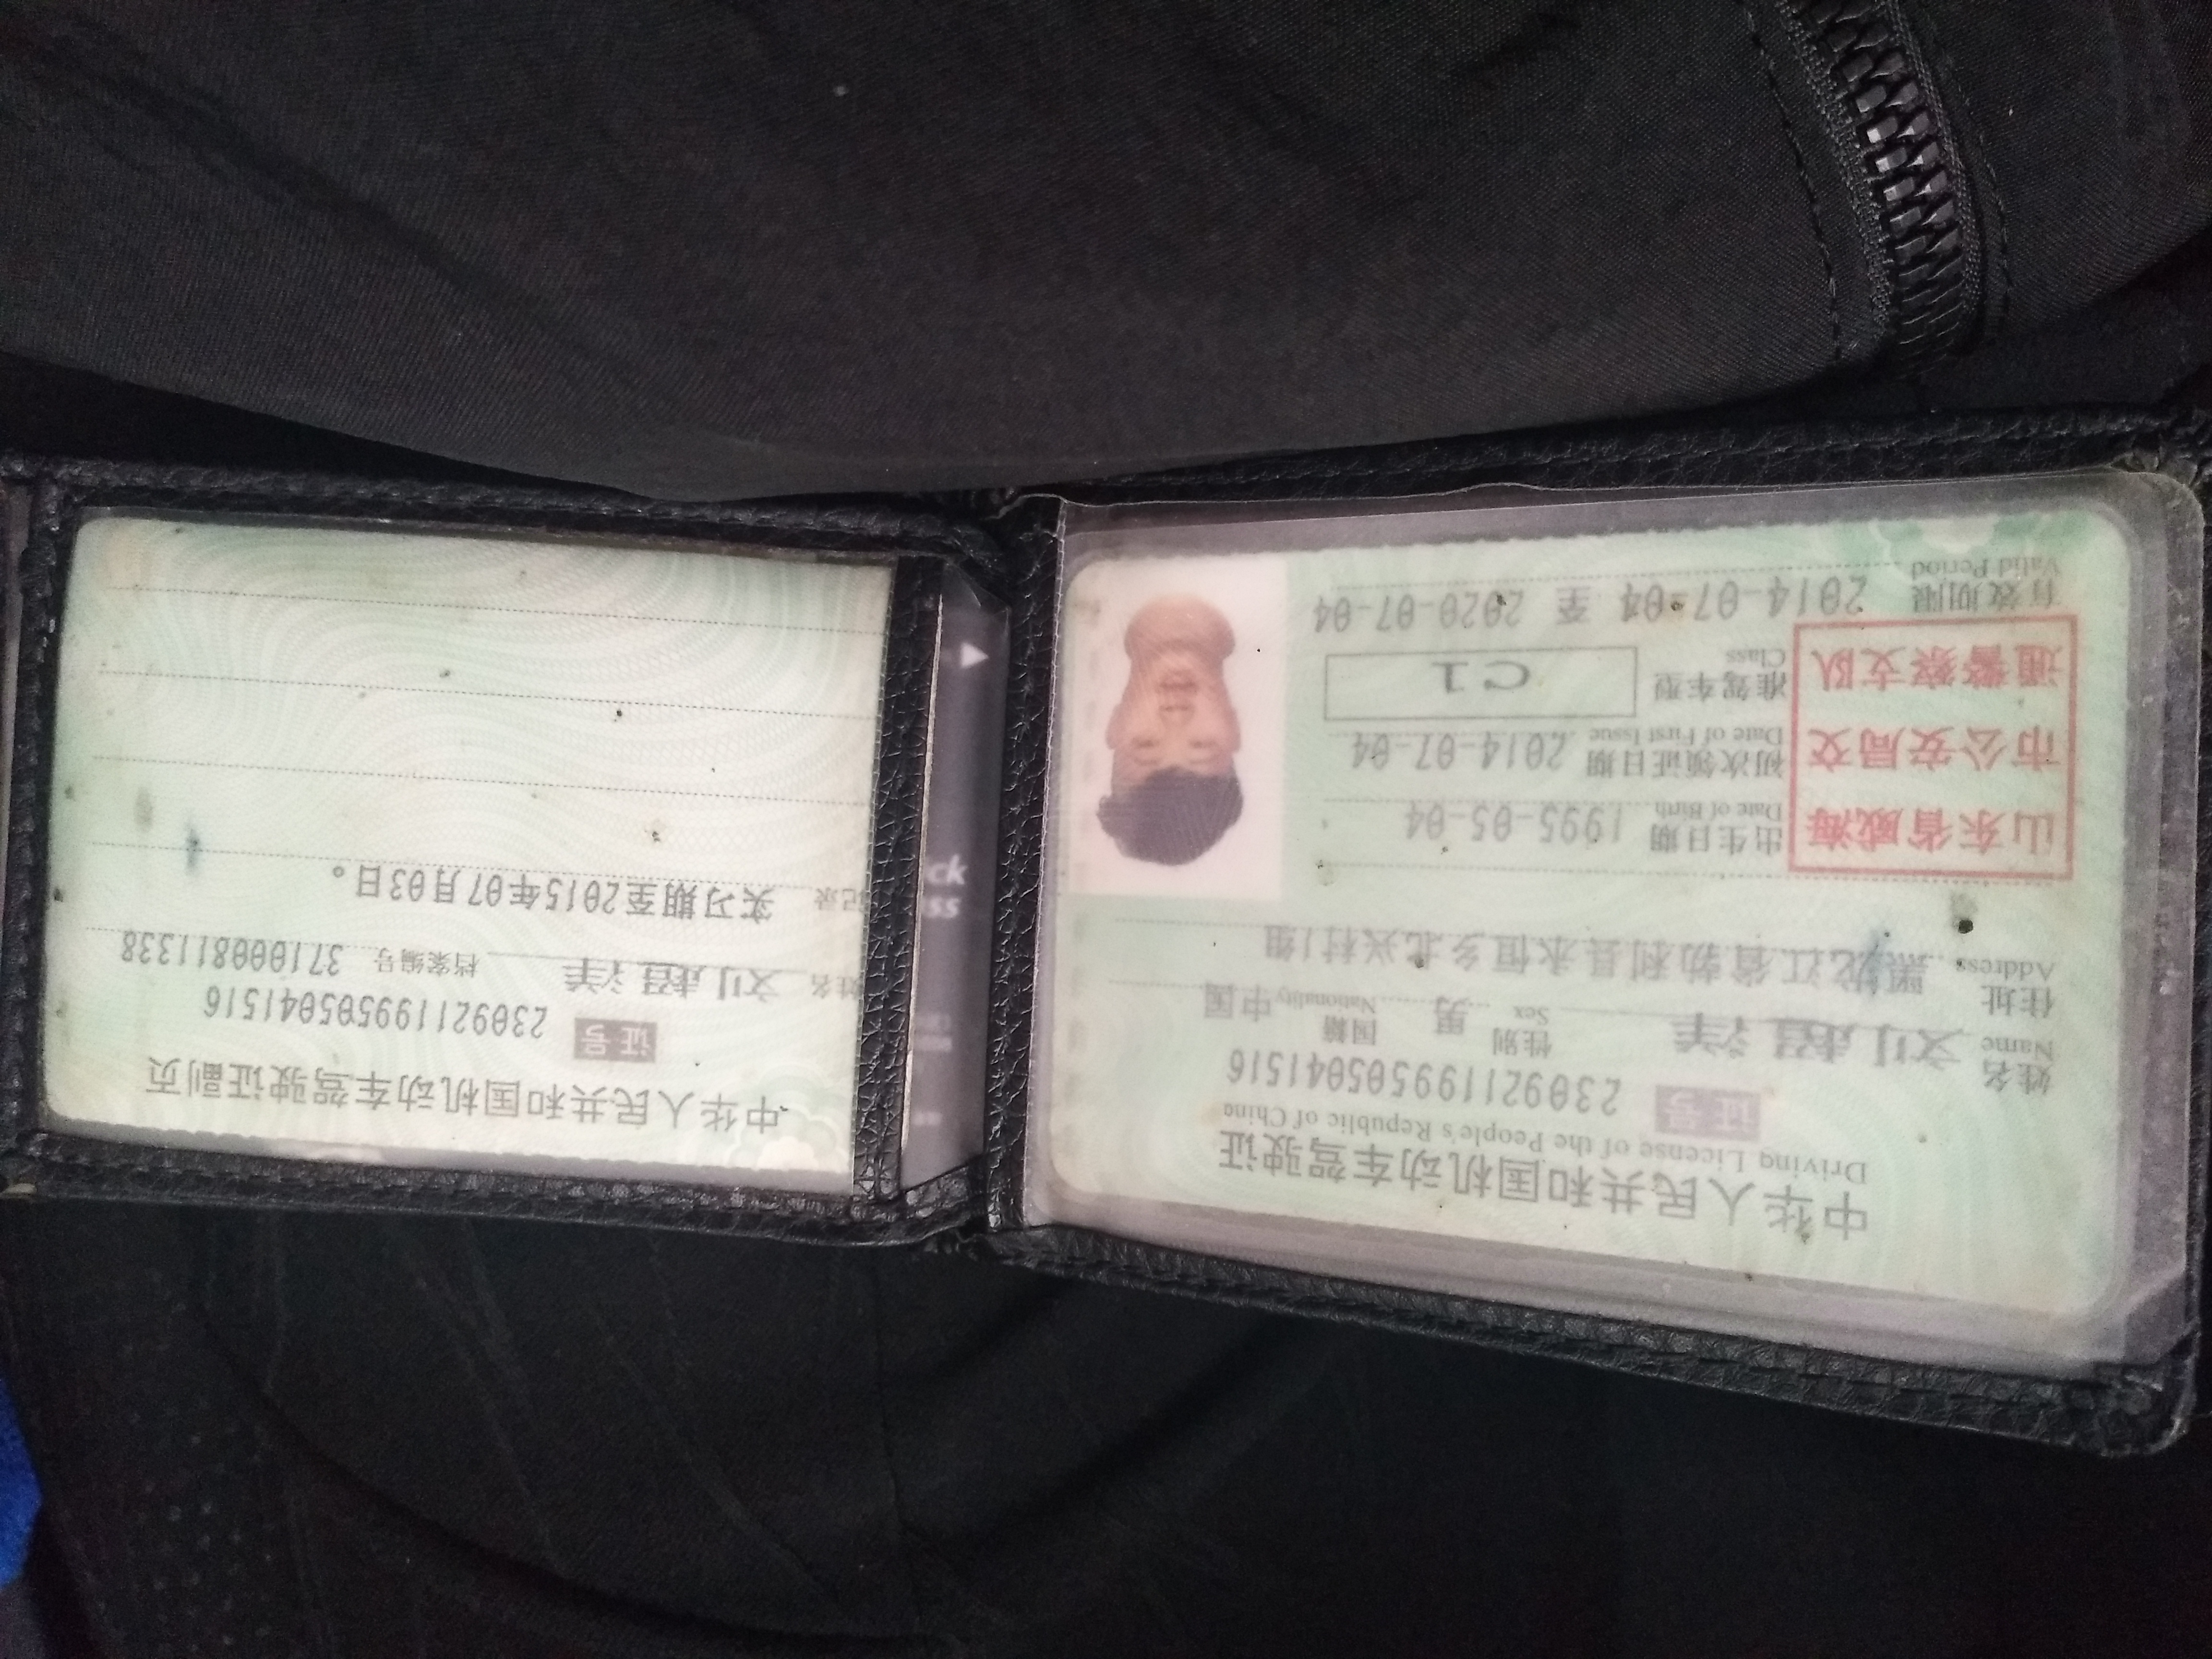 中华人民共和国机动车驾驶证
Driving License of the People's Republic of China
证号 230921199505041516
姓名 刘超洋 性别 男 国籍 中国
Name Sex Nationality
住址 黑龙江省勃利县永恒乡北兴村1组
Address
山东省威海
市公安局交
通警察支队
出生日期 1995-05-04
Date of Birth
初次领证日期 2014-07-04
Date of First Issue
准驾车型 C1
Class
有效期限 2014-07-04 至 2020-07-04
Valid Period
中华人民共和国机动车驾驶证副页
证号 230921199505041516
姓名 刘超洋 档案编号 371000811338
记录 实习期至2015年07月03日。
ck
ss